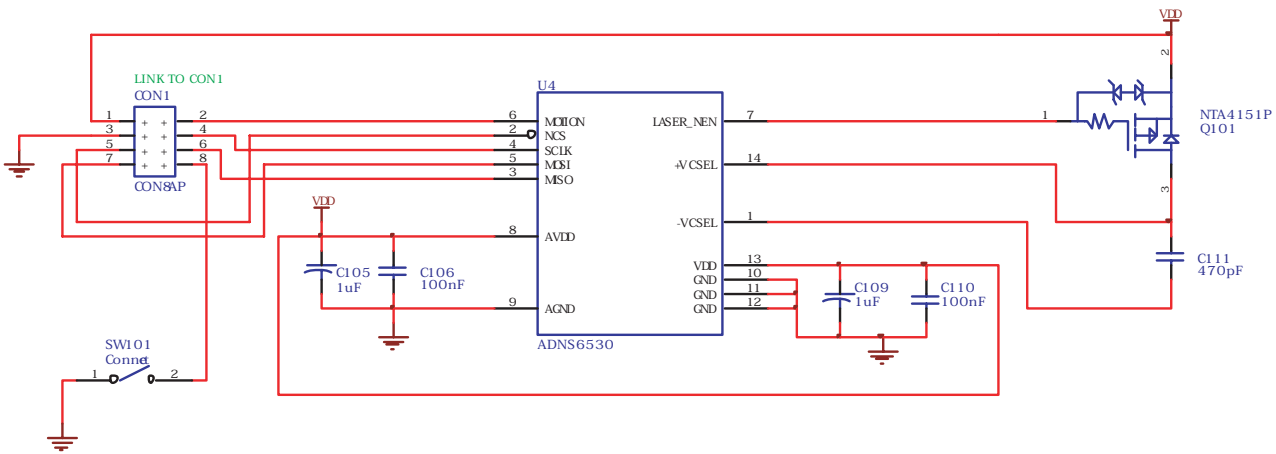 VDD
2
LINK TO CON1
CON1
U4
1 2
3 4
5 6
7 8
CON8AP
6 MOTION
2 NCS
4 SCLK
5 MOSI
3 MISO
8 AVDD
9 AGND
LASER_NEN 7
+VCSEL 14
-VCSEL 1
VDD 13
GND 10
GND 11
GND 12
ADNS6530
1
NTA4151P
Q101
3
C111
470pF
VDD
C105
1uF
C106
100nF
C109
1uF
C110
100nF
SW101
Connet
1 2